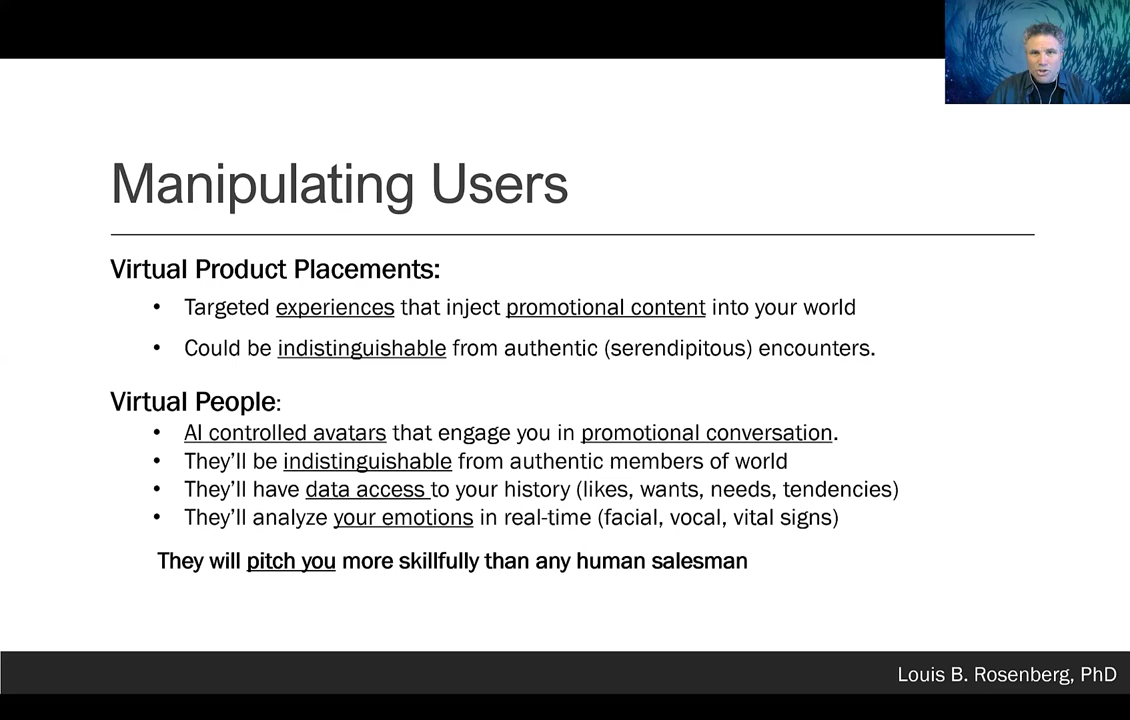 Manipulating Users
Virtual Product Placements:
• Targeted experiences that inject promotional content into your world
• Could be indistinguishable from authentic (serendipitous) encounters.
Virtual People:
• AI controlled avatars that engage you in promotional conversation.
• They'll be indistinguishable from authentic members of world
• They'll have data access to your history (likes, wants, needs, tendencies)
• They'll analyze your emotions in real-time (facial, vocal, vital signs)
They will pitch you more skillfully than any human salesman
Louis B. Rosenberg, PhD